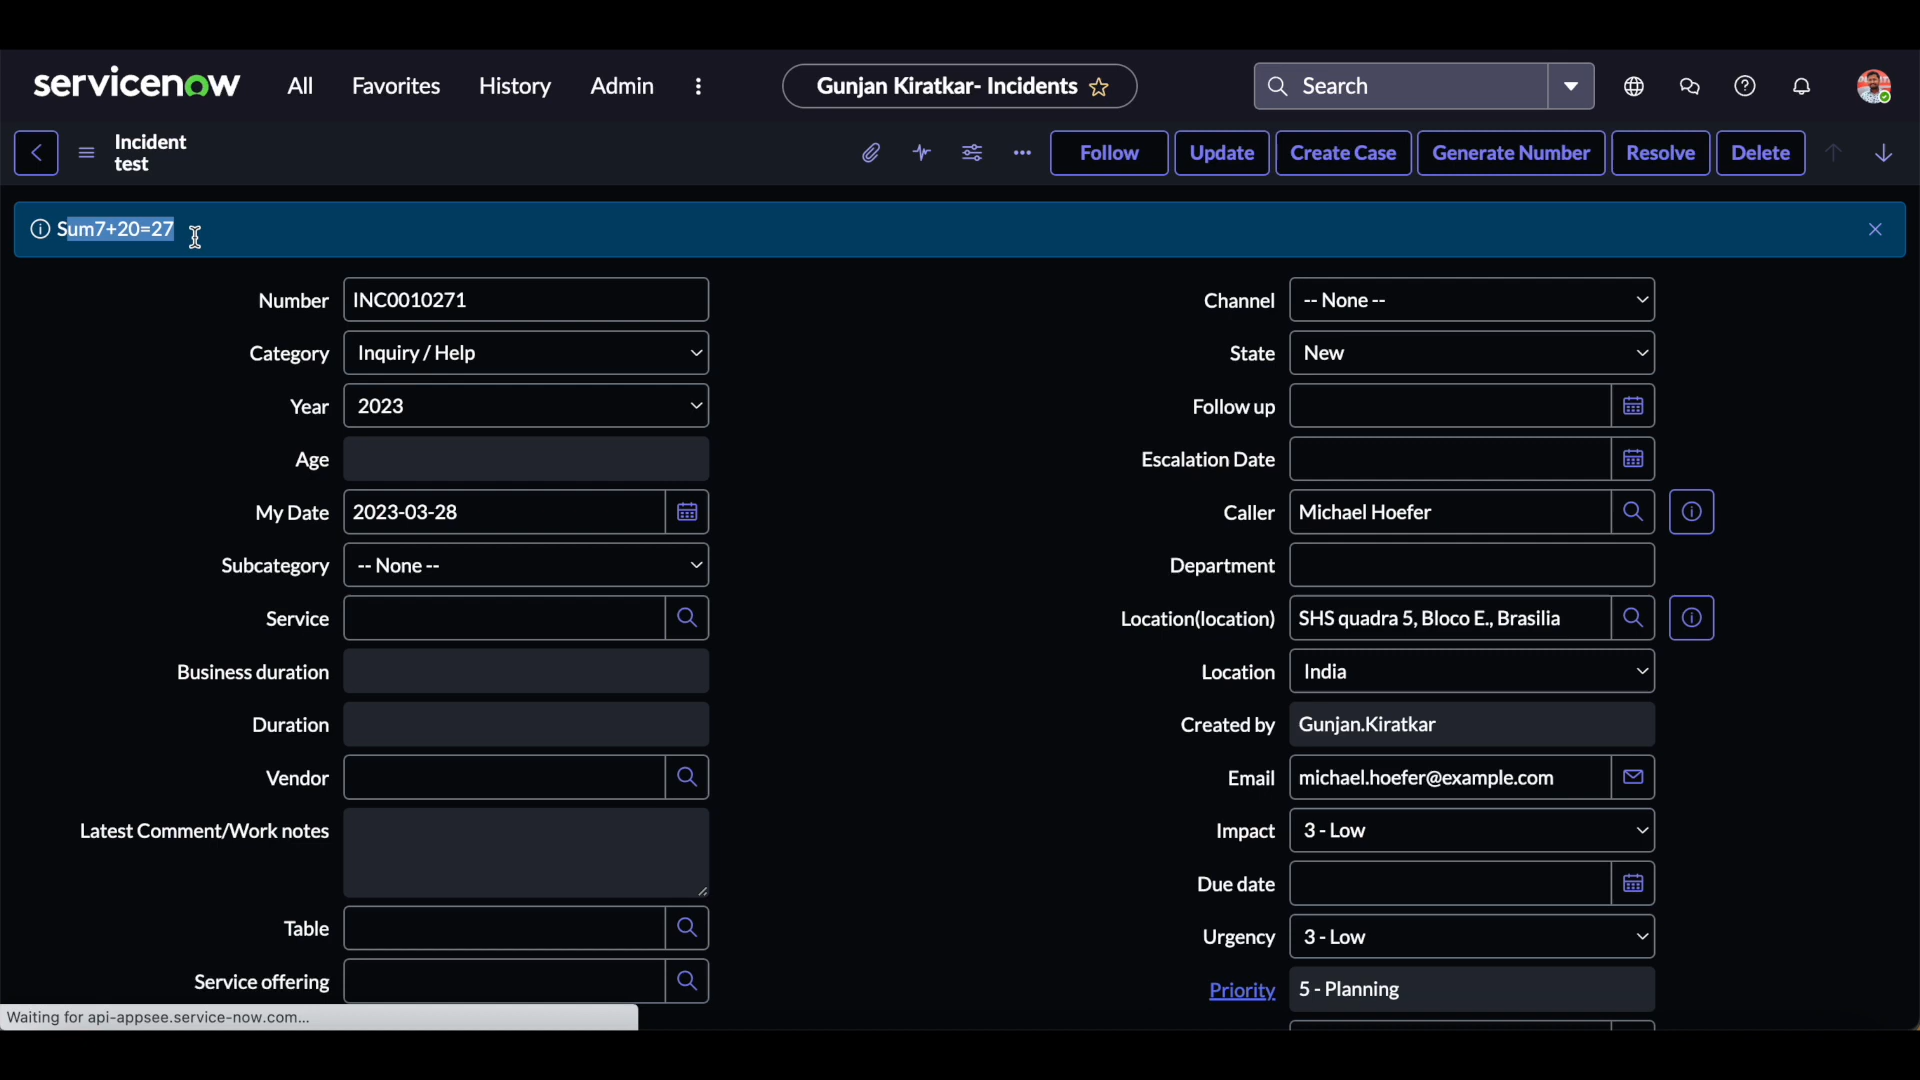 servicenow All Favorites History Admin Gunjan Kiratkar- Incidents Search
Incident
test
Follow Update Create Case Generate Number Resolve Delete
Sum7+20=27
Number INC0010271
Category Inquiry / Help
Year 2023
Age
My Date 2023-03-28
Subcategory -- None --
Service
Business duration
Duration
Vendor
Latest Comment/Work notes
Table
Service offering
Channel -- None --
State New
Follow up
Escalation Date
Caller Michael Hoefer
Department
Location(location) SHS quadra 5, Bloco E., Brasilia
Location India
Created by Gunjan.Kiratkar
Email michael.hoefer@example.com
Impact 3 - Low
Due date
Urgency 3 - Low
Priority 5 - Planning
Waiting for api-appsee.service-now.com...